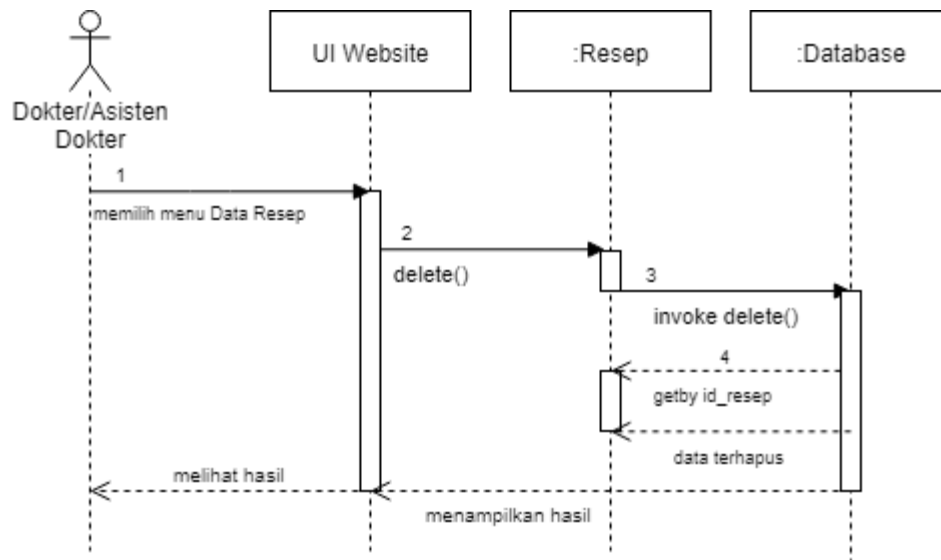 UI Website
:Resep
:Database
Dokter/Asisten
Dokter
1
memilih menu Data Resep
2
delete()
3
invoke delete()
4
getby id_resep
data terhapus
melihat hasil
menampilkan hasil